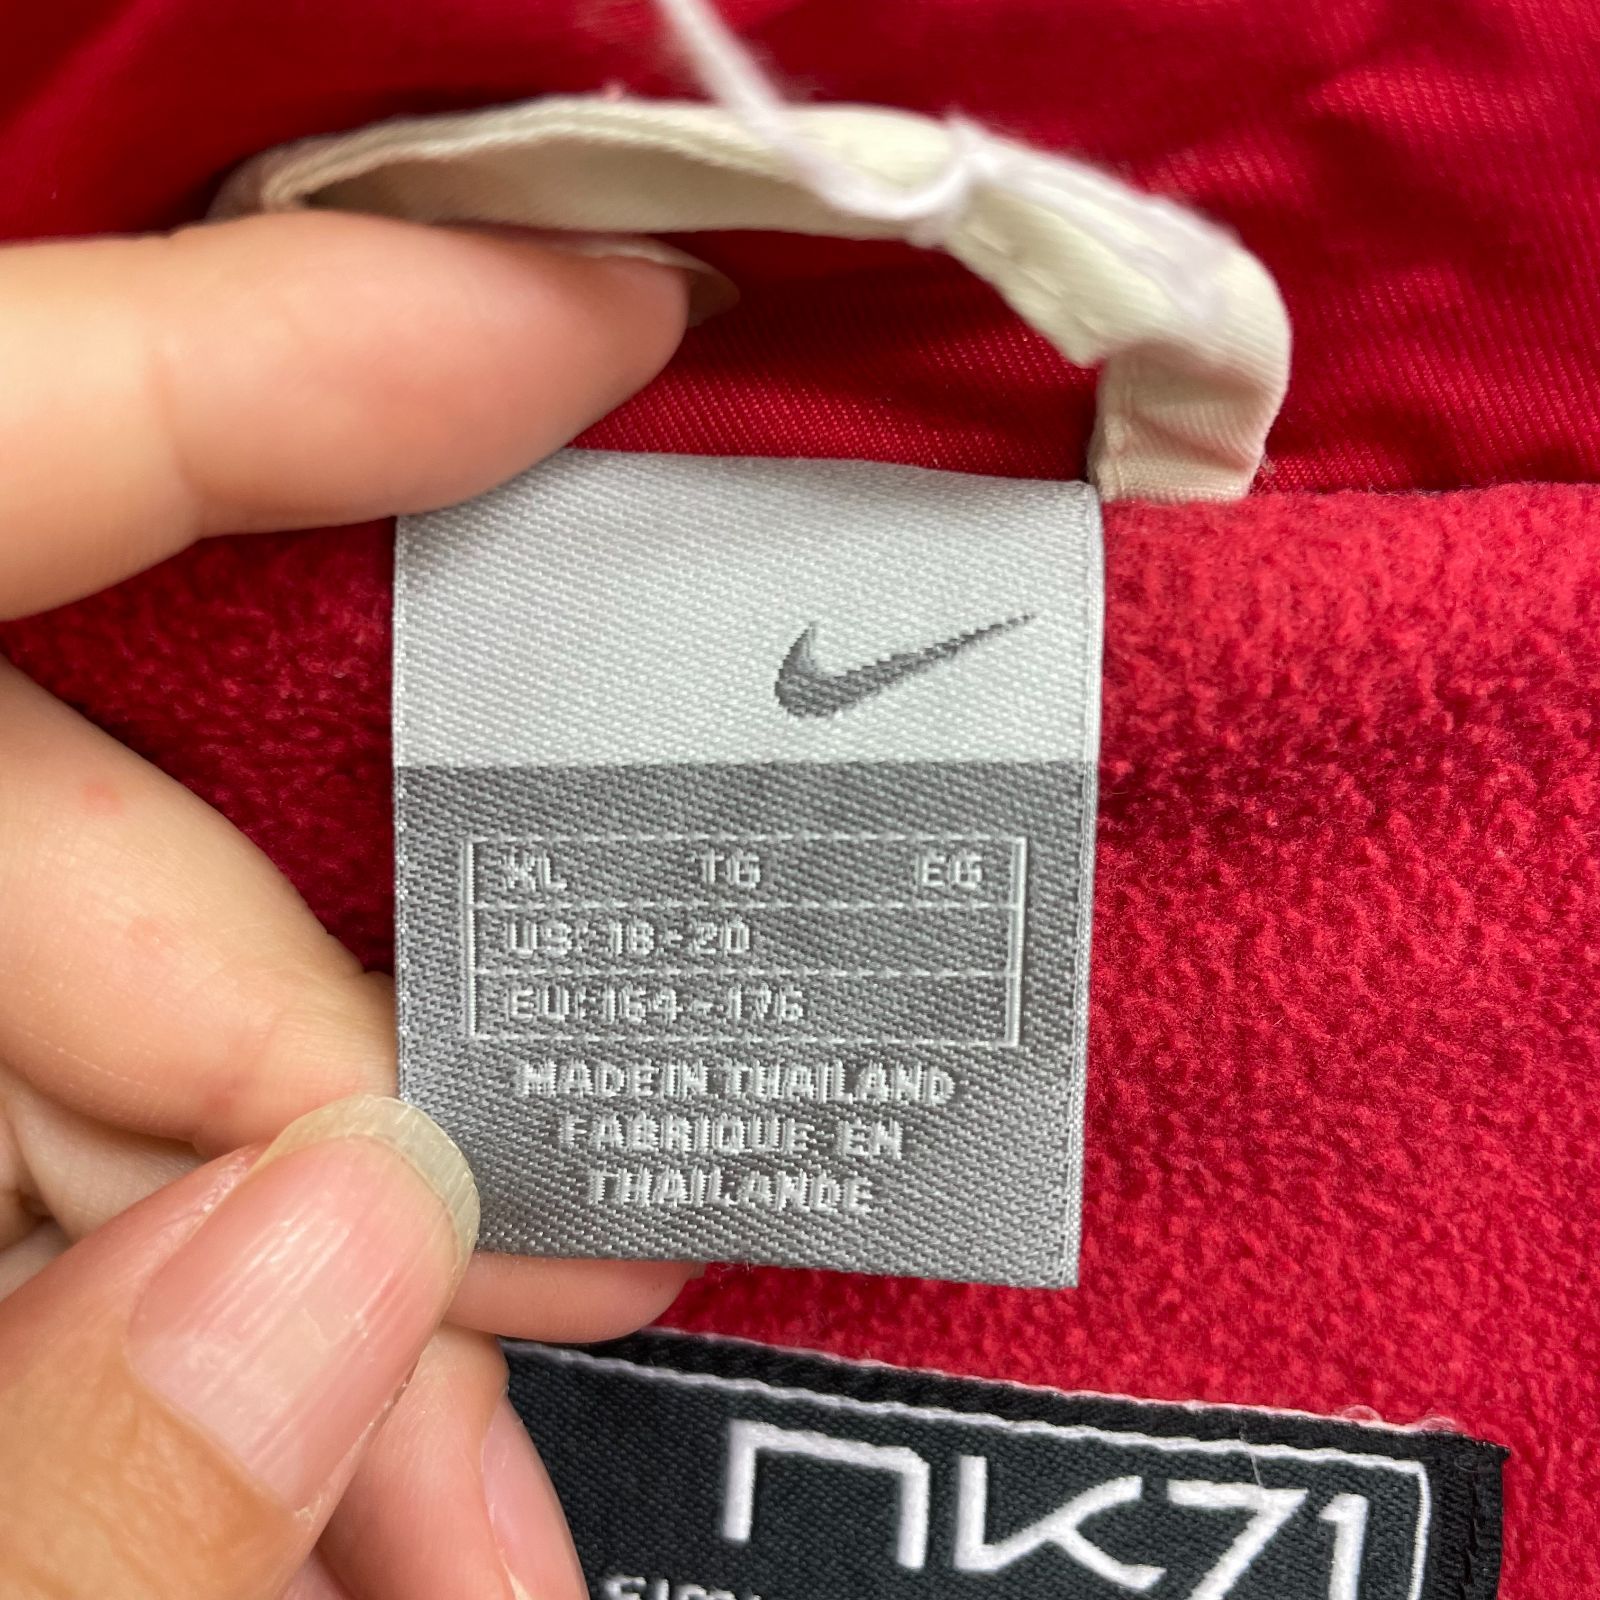 XL TG EG
US: 18-20
EU: 164-176
MADE IN THAILAND
FABRIQUE EN
THAILANDE
NK71